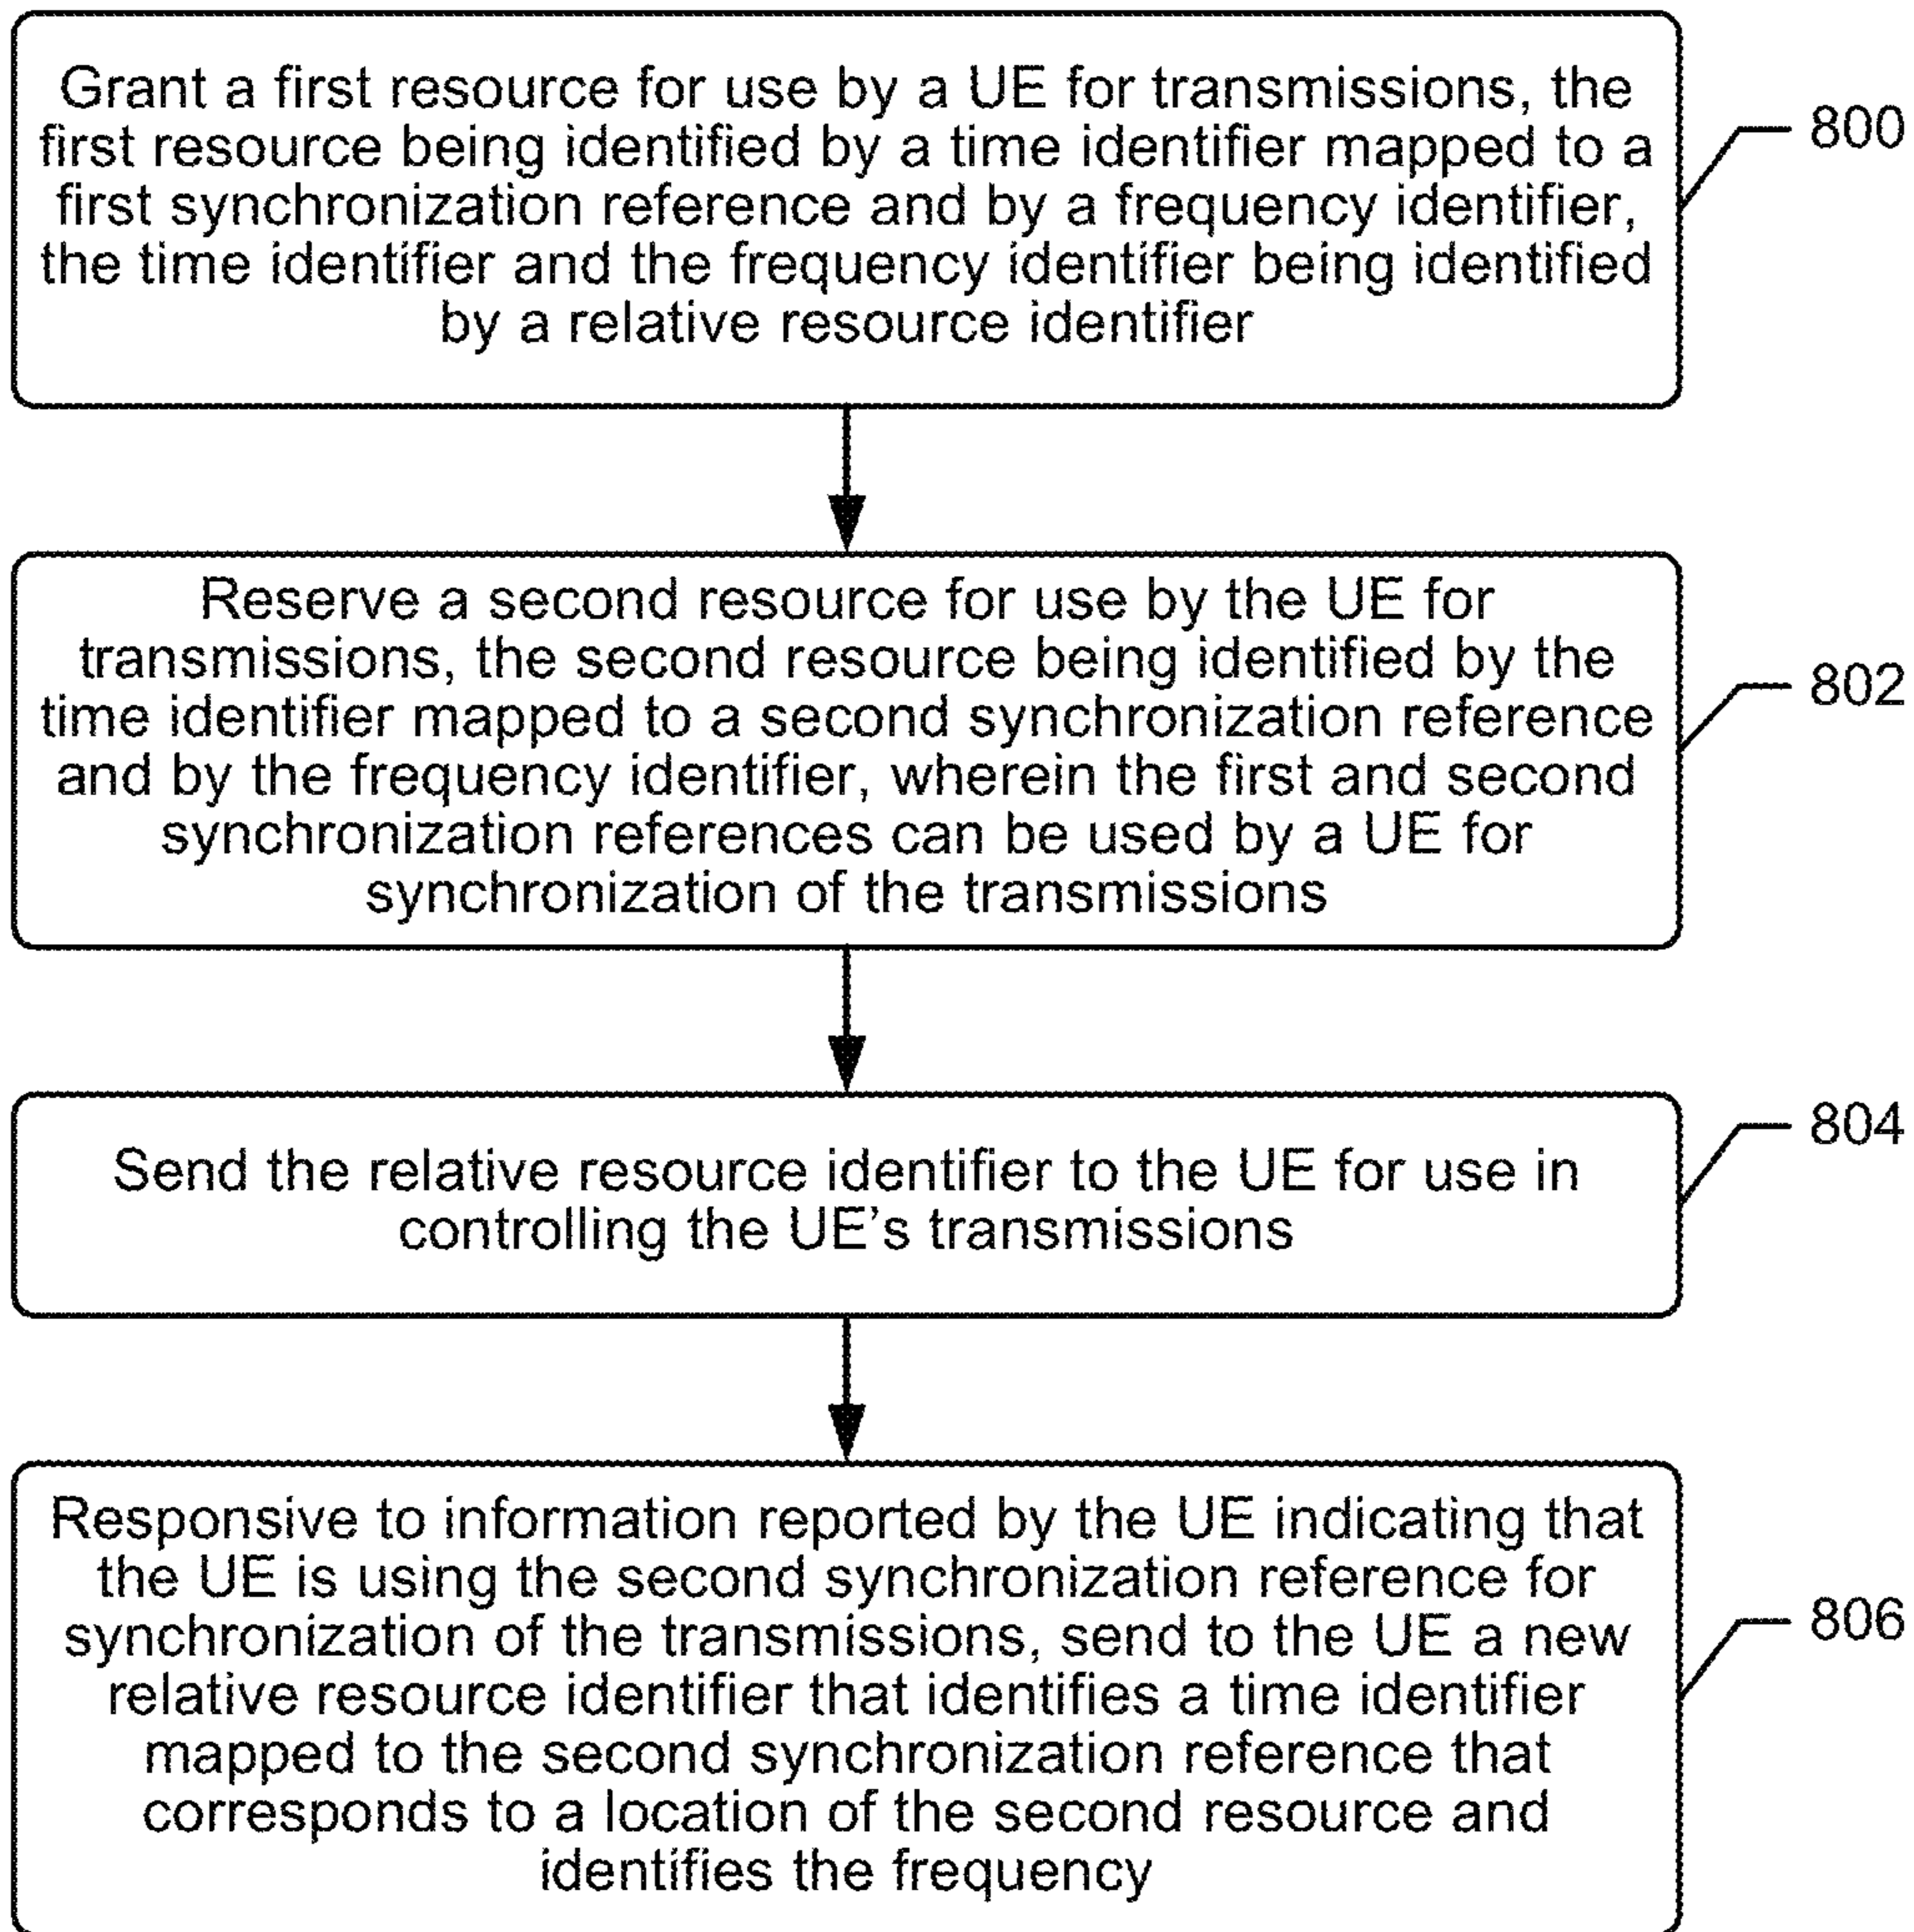 Grant a first resource for use by a UE for transmissions, the
first resource being identified by a time identifier mapped to a
first synchronization reference and by a frequency identifier,
the time identifier and the frequency identifier being identified
by a relative resource identifier
800
Reserve a second resource for use by the UE for
transmissions, the second resource being identified by the
time identifier mapped to a second synchronization reference
and by the frequency identifier, wherein the first and second
synchronization references can be used by a UE for
synchronization of the transmissions
802
Send the relative resource identifier to the UE for use in
controlling the UE's transmissions
804
Responsive to information reported by the UE indicating that
the UE is using the second synchronization reference for
synchronization of the transmissions, send to the UE a new
relative resource identifier that identifies a time identifier
mapped to the second synchronization reference that
corresponds to a location of the second resource and
identifies the frequency
806